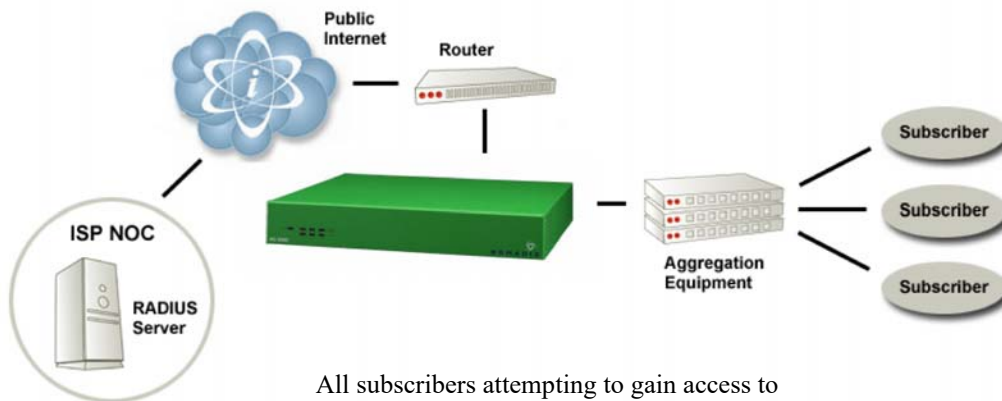 Public
Internet
Router
Subscriber
ISP NOC
Subscriber
RADIUS
Server
Aggregation
Equipment
Subscriber
All subscribers attempting to gain access to